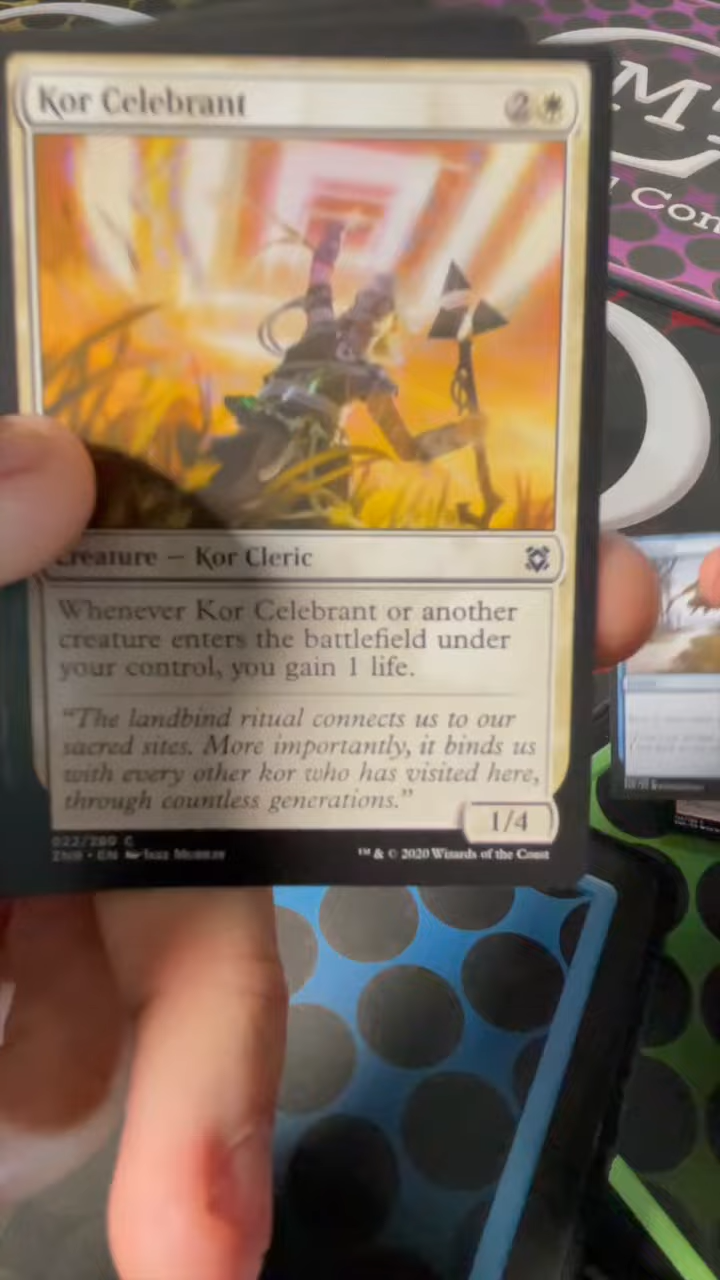 Kor Celebrant 2
Creature — Kor Cleric
Whenever Kor Celebrant or another
creature enters the battlefield under
your control, you gain 1 life.
“The landbind ritual connects us to our
sacred sites. More importantly, it binds us
with every other kor who has visited here,
through countless generations.”
1/4
022/280 C
ZNR • EN
™ & © 2020 Wizards of the Coast
M
Con